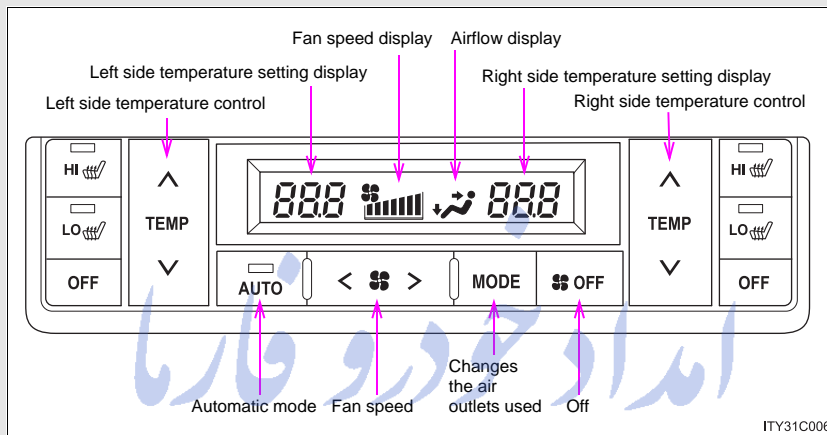 Fan speed display Airflow display
Left side temperature setting display
Right side temperature setting display
Left side temperature control
Right side temperature control
HI
LO
OFF
TEMP
88.8
88.8
TEMP
HI
LO
OFF
AUTO
< >
MODE
OFF
امداد خودرو فارما
Automatic mode
Fan speed
Changes
the air
outlets used
Off
ITY31C006